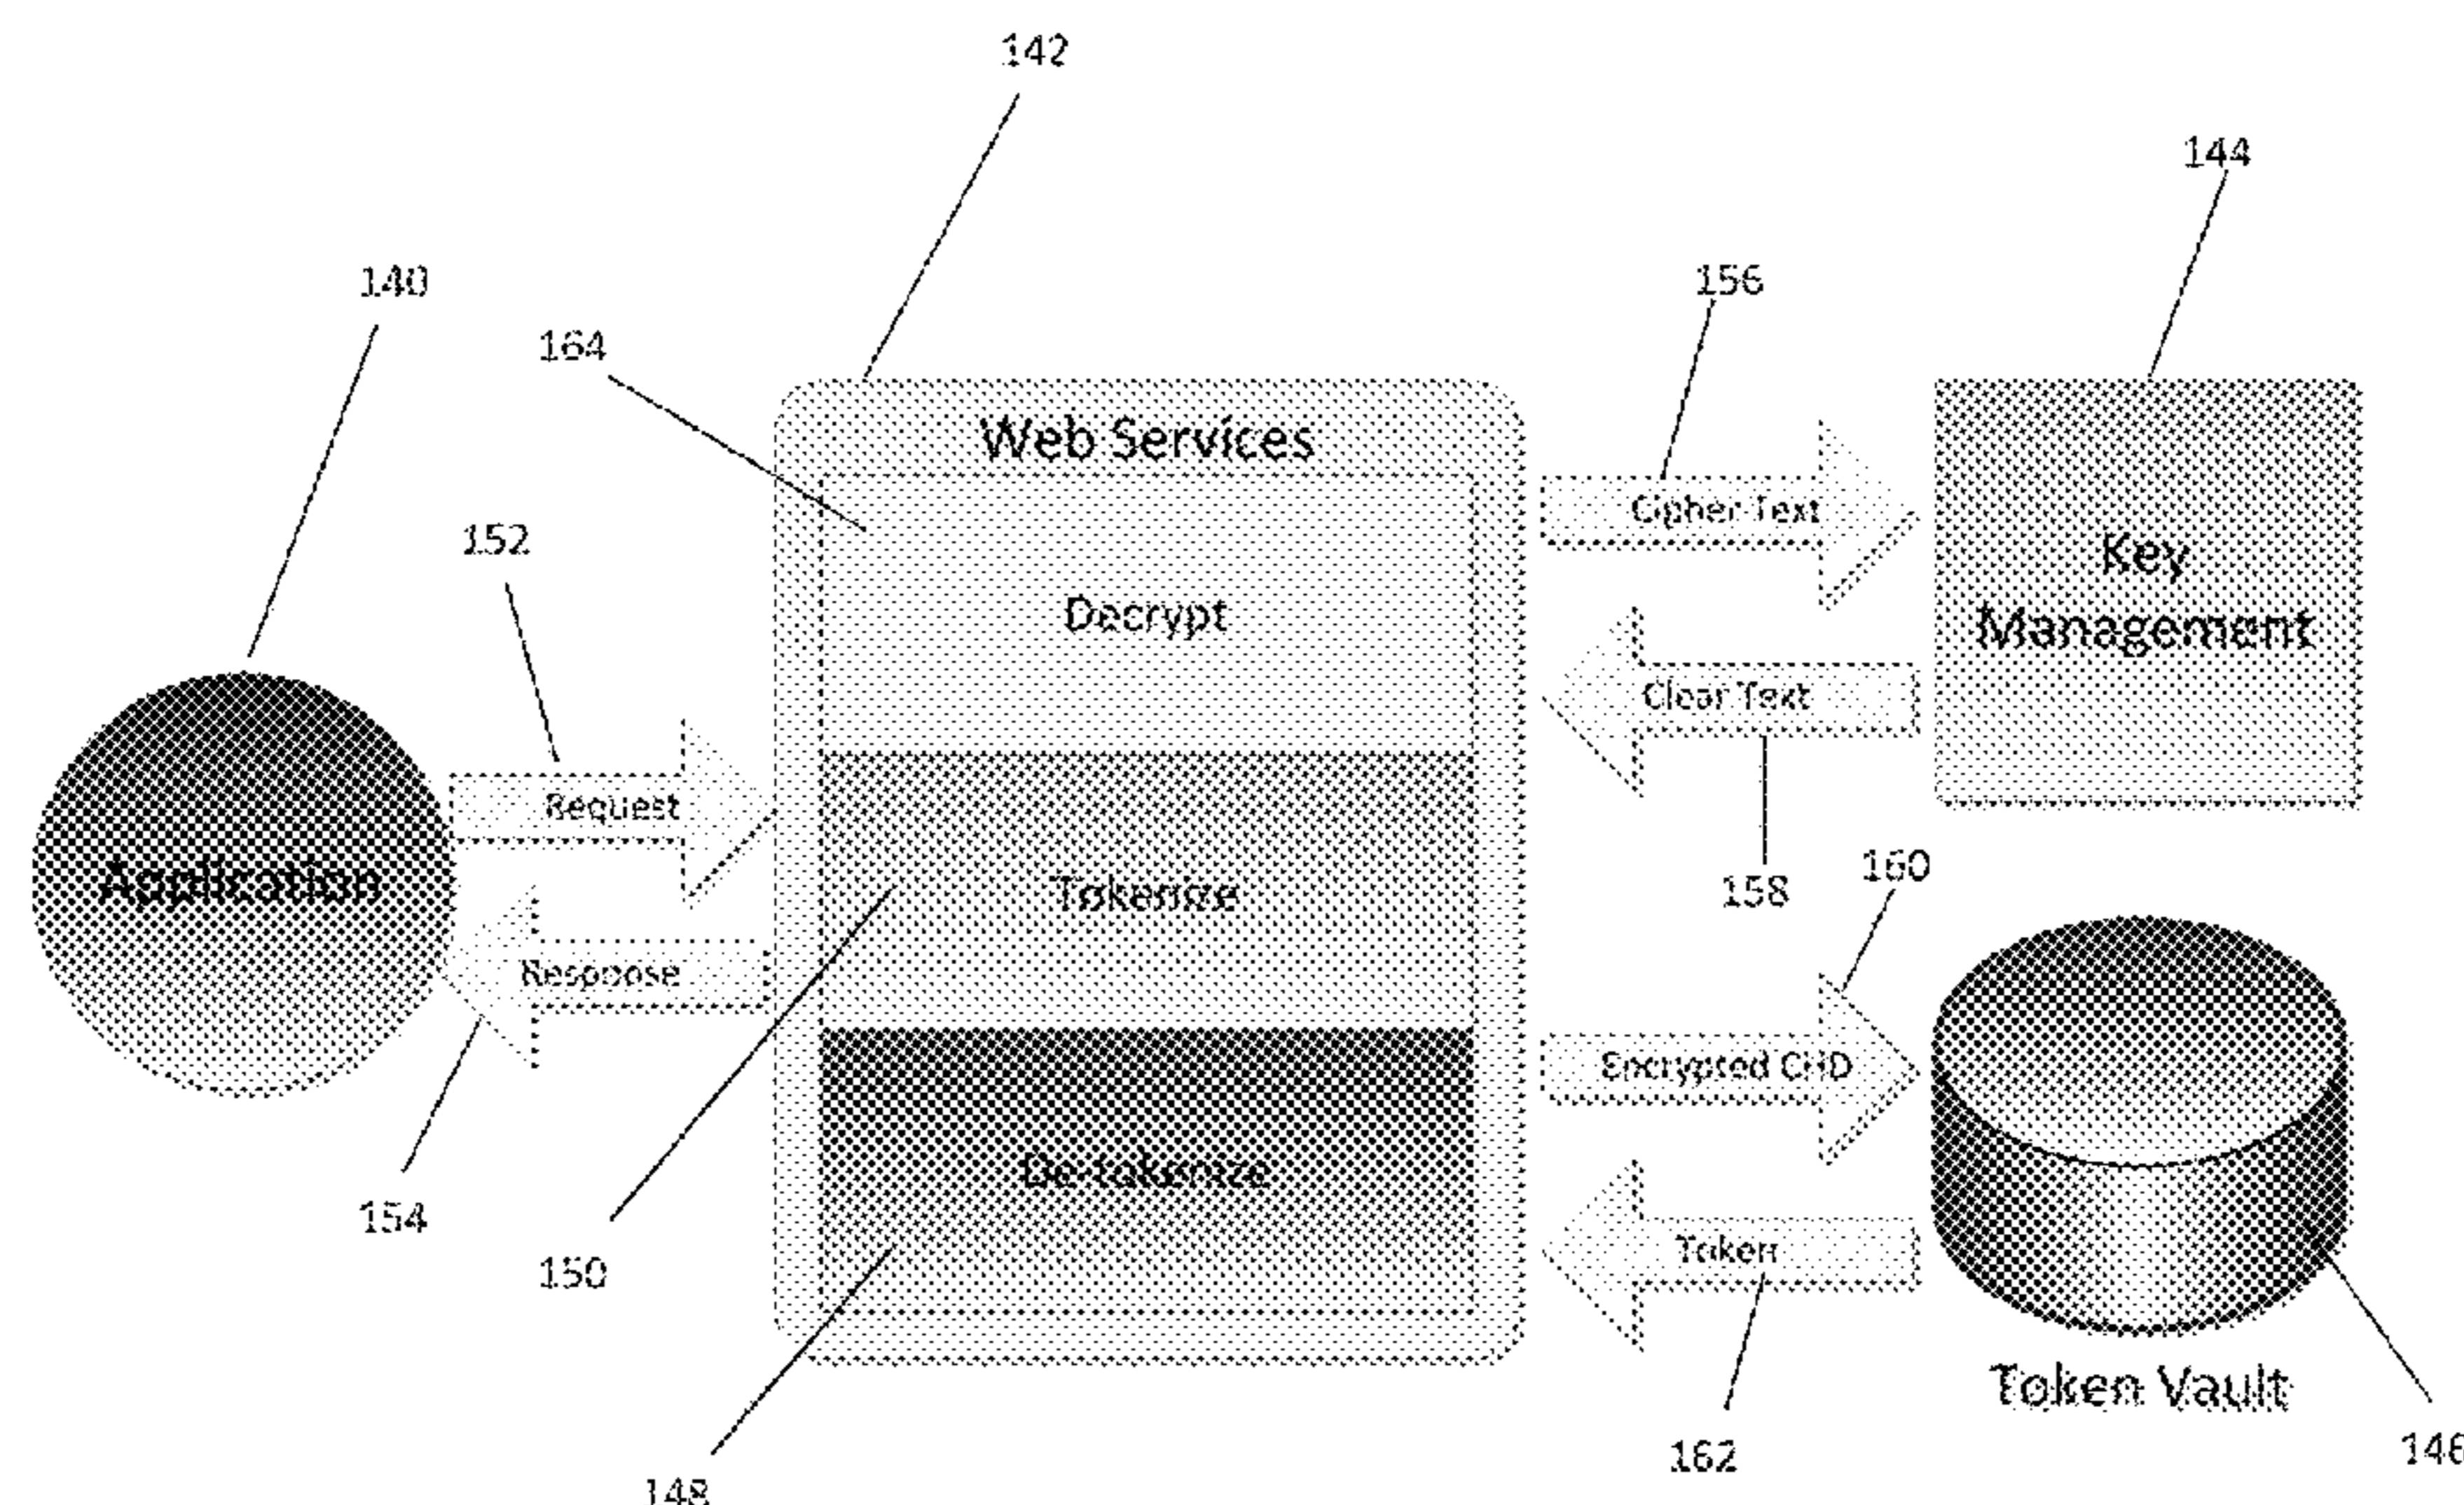 142
144
140
156
164
Web Services
Cipher Text
152
Key
Management
Decrypt
Clear Text
Request
160
158
Application
Tokenize
Response
Encrypted CHD
De-tokenize
154
150
Token
Token Vault
162
146
148